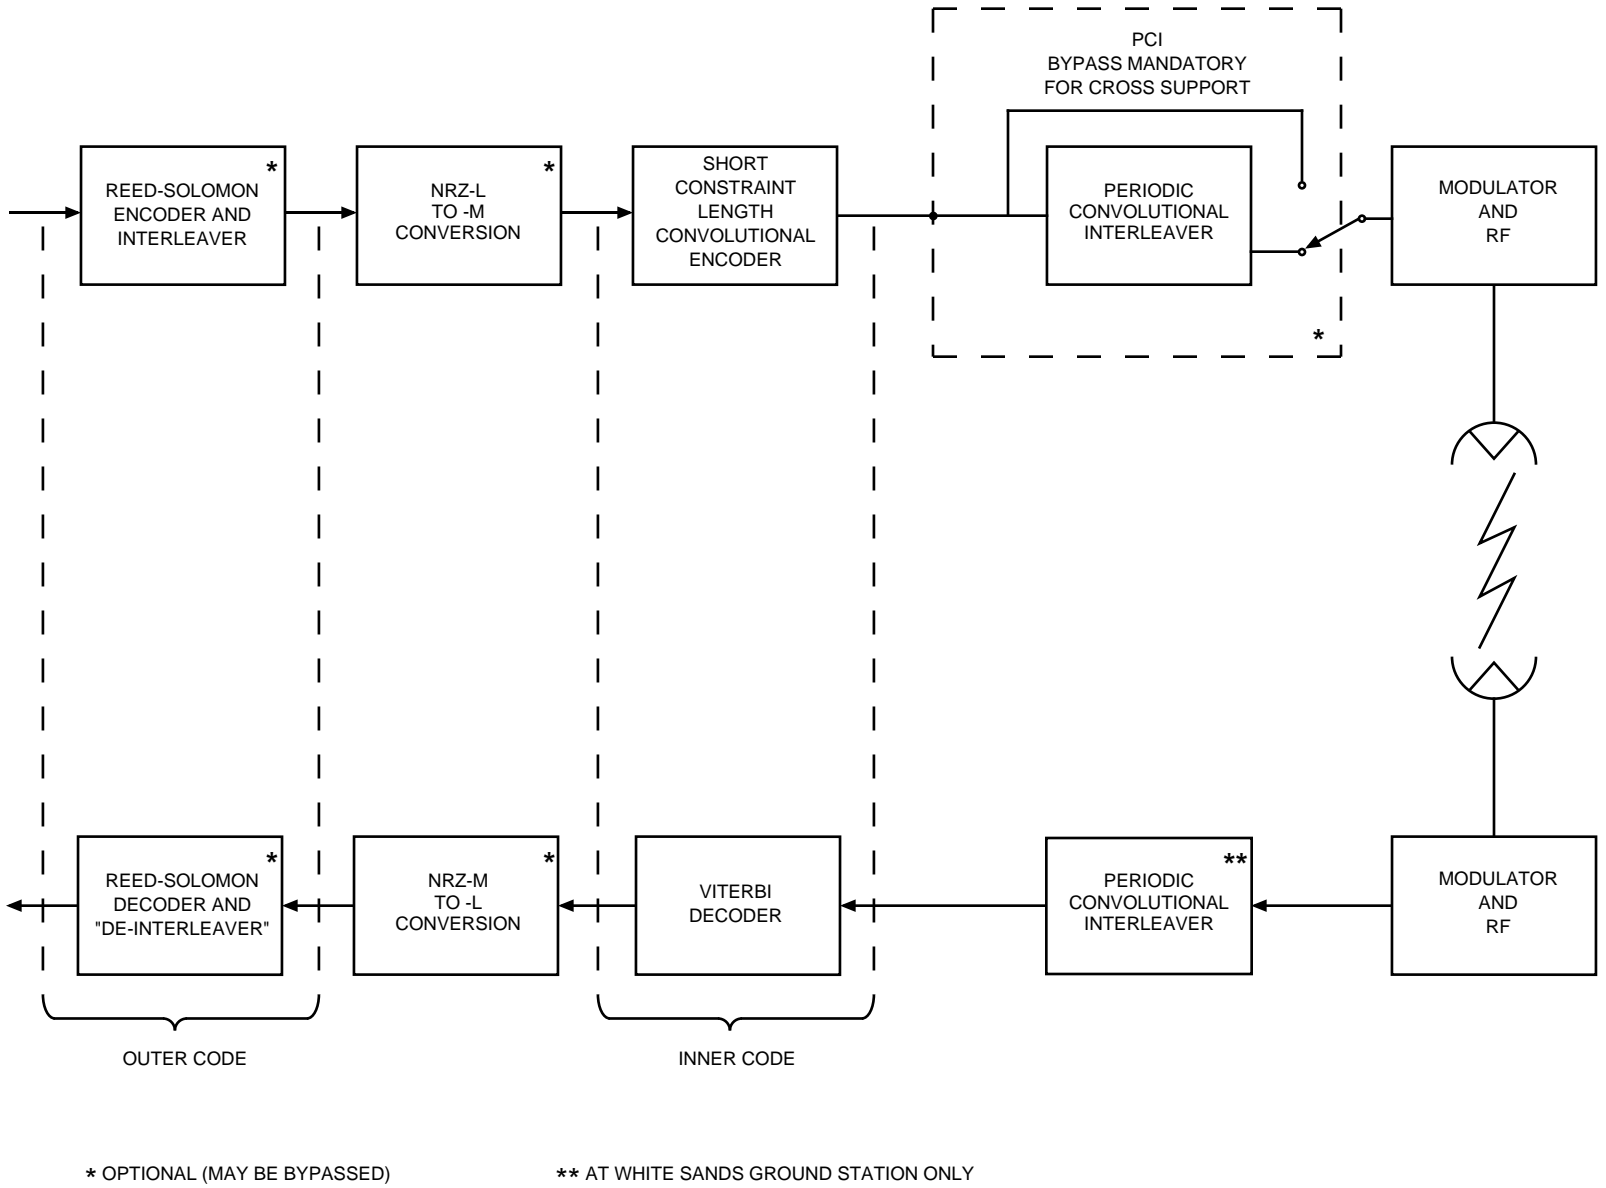 PCI
BYPASS MANDATORY
FOR CROSS SUPPORT
*
REED-SOLOMON
ENCODER AND
INTERLEAVER
*
NRZ-L
TO -M
CONVERSION
SHORT
CONSTRAINT
LENGTH
CONVOLUTIONAL
ENCODER
PERIODIC
CONVOLUTIONAL
INTERLEAVER
*
MODULATOR
AND
RF
*
REED-SOLOMON
DECODER AND
"DE-INTERLEAVER"
*
NRZ-M
TO -L
CONVERSION
VITERBI
DECODER
**
PERIODIC
CONVOLUTIONAL
INTERLEAVER
MODULATOR
AND
RF
OUTER CODE
INNER CODE
* OPTIONAL (MAY BE BYPASSED)
** AT WHITE SANDS GROUND STATION ONLY